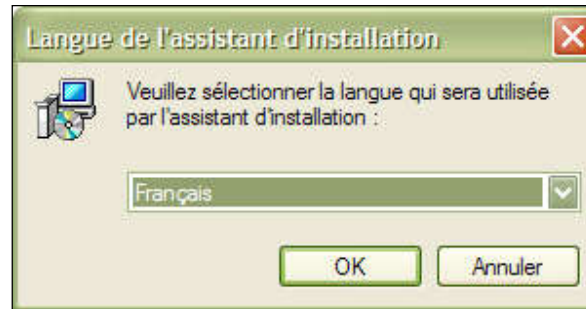 Langue de l'assistant d'installation
Veuillez sélectionner la langue qui sera utilisée
par l'assistant d'installation :
Français
OK
Annuler